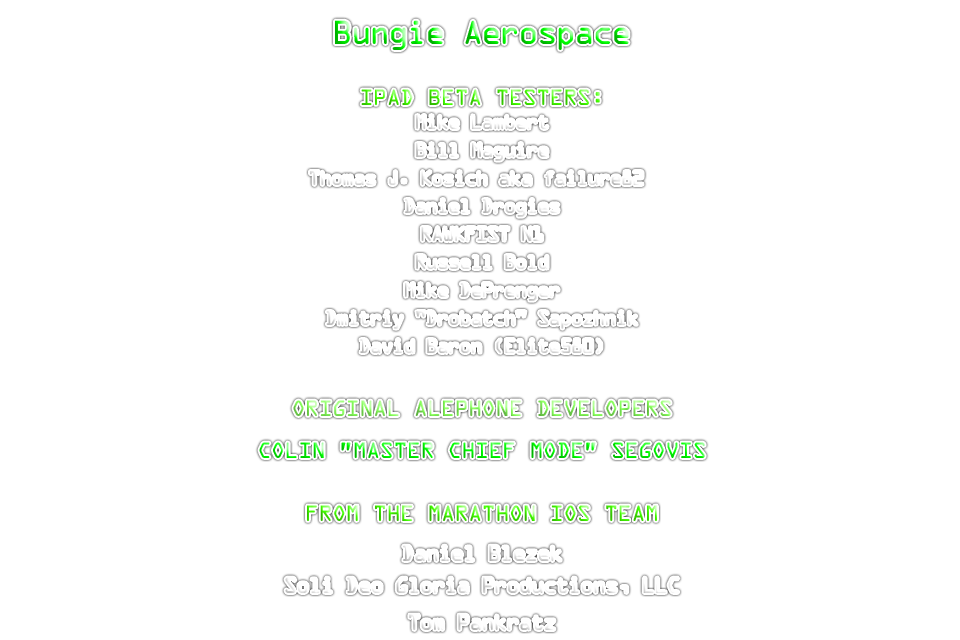 Bungie Aerospace
IPAD BETA TESTERS:
Mike Lambert
Bill Maguire
Thomas J. Kosich aka failure82
Daniel Drogies
RAWKFIST N1
Russell Bold
Mike DePrenger
Dmitriy "Drobatch" Sapozhnik
David Baron (Elite580)
ORIGINAL ALEPHONE DEVELOPERS
COLIN "MASTER CHIEF MODE" SEGOVIS
FROM THE MARATHON IOS TEAM
Daniel Blezek
Soli Deo Gloria Productions, LLC
Tom Pankratz